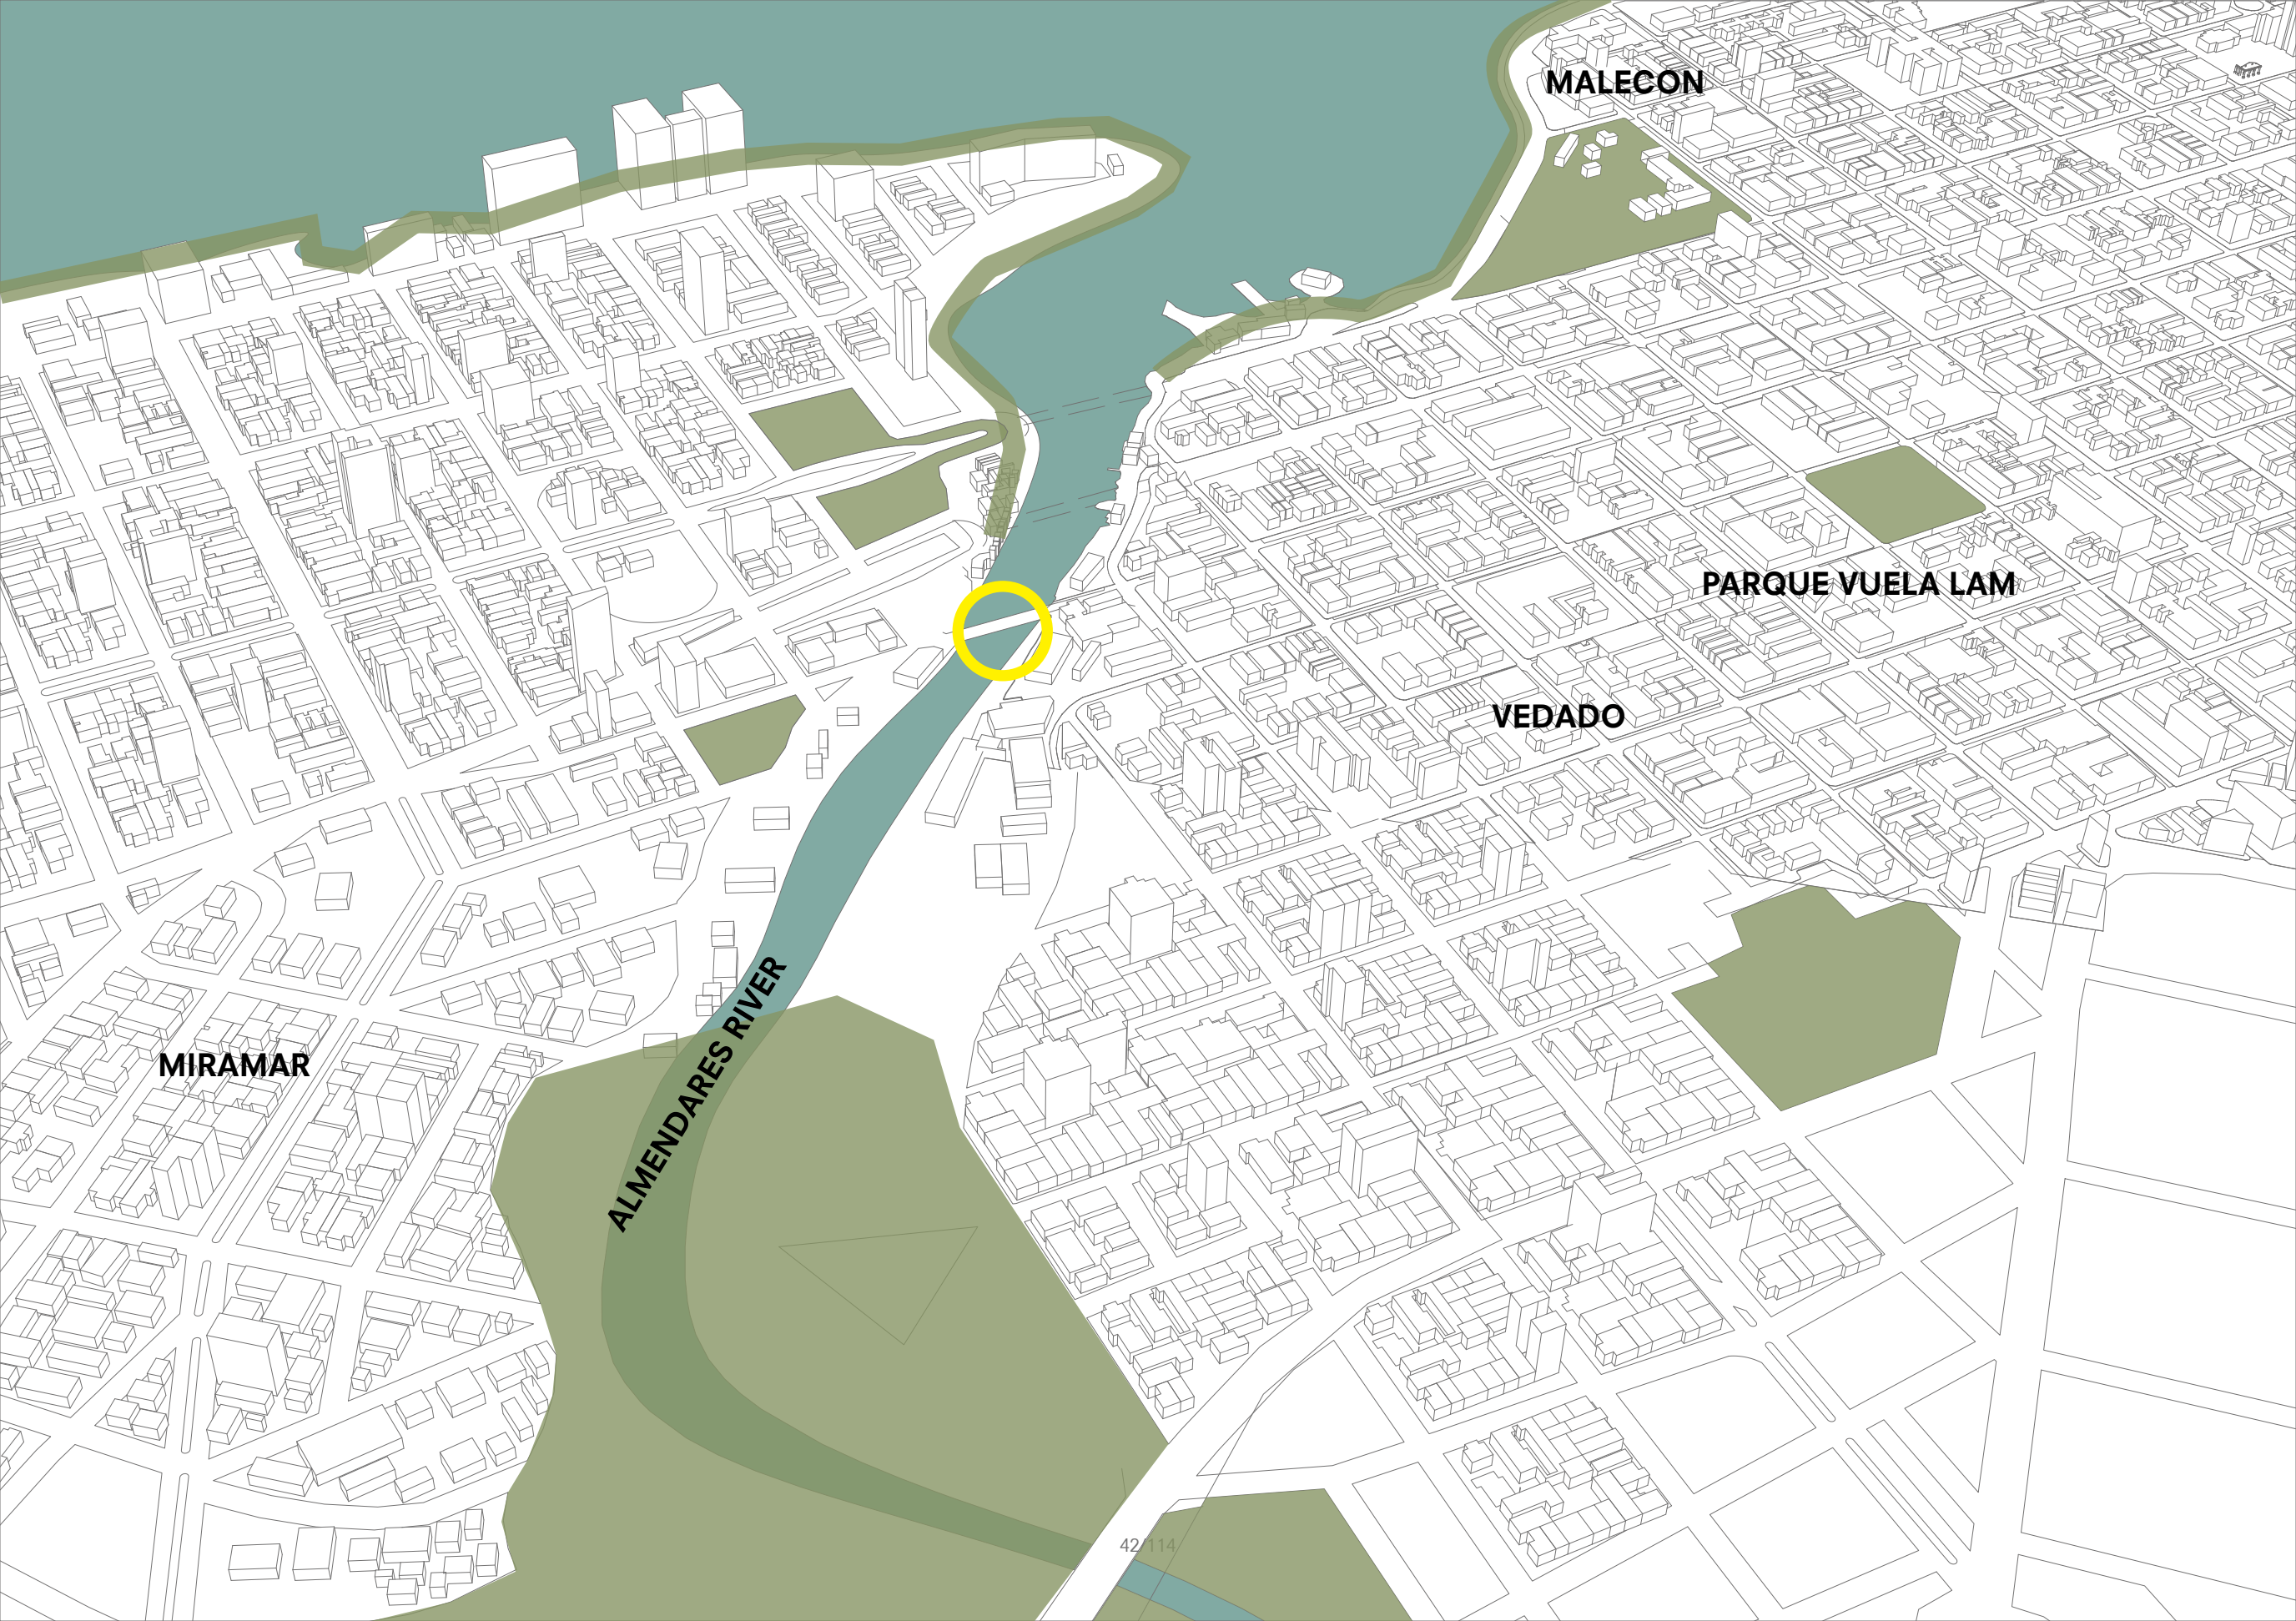 MALECON
PARQUE VUELA LAM
VEDADO
ALMENDARES RIVER
MIRAMAR
42/114